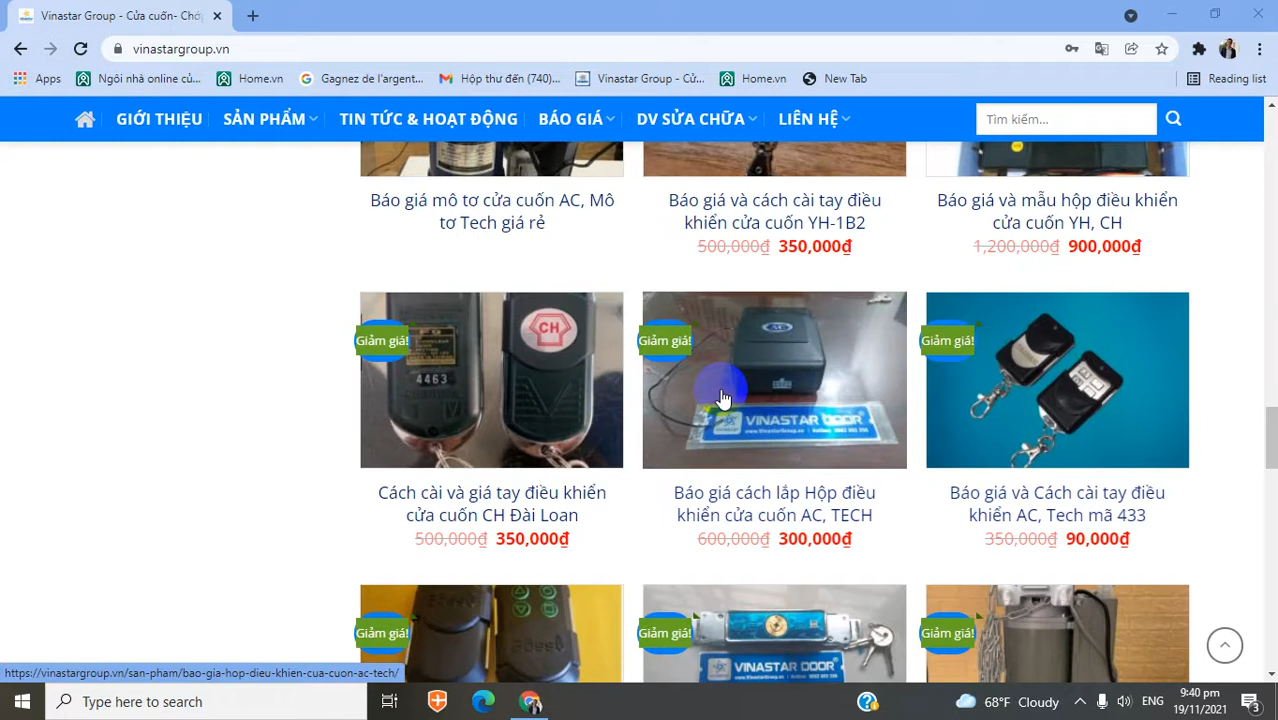 Vinastar Group - Cửa cuốn- Cho
vinastargroup.vn
Apps
Ngôi nhà online củ...
Home.vn
Gagnez de l'argent...
Hộp thư đến (740)...
Vinastar Group - Cử...
Home.vn
New Tab
Reading list
GIỚI THIỆU
SẢN PHẨM
TIN TỨC & HOẠT ĐỘNG
BÁO GIÁ
DV SỬA CHỮA
LIÊN HỆ
Tìm kiếm...
Báo giá mô tơ cửa cuốn AC, Mô
tơ Tech giá rẻ
Báo giá và cách cài tay điều
khiển cửa cuốn YH-1B2
500,000₫ 350,000₫
Báo giá và mẫu hộp điều khiển
cửa cuốn YH, CH
1,200,000₫ 900,000₫
Giảm giá!
4463
CH
Giảm giá!
VINASTAR DOOR
Giảm giá!
Cách cài và giá tay điều khiển
cửa cuốn CH Đài Loan
500,000₫ 350,000₫
Báo giá cách lắp Hộp điều
khiển cửa cuốn AC, TECH
600,000₫ 300,000₫
Báo giá và Cách cài tay điều
khiển AC, Tech mã 433
350,000₫ 90,000₫
Giảm giá!
Giảm giá!
VINASTAR DOOR
Giảm giá!
https://vinastargroup.vn/san-pham/bao-gia-hop-dieu-khien-cua-cuon-ac-tech/
Type here to search
68°F Cloudy
ENG
9:40 pm
19/11/2021
3